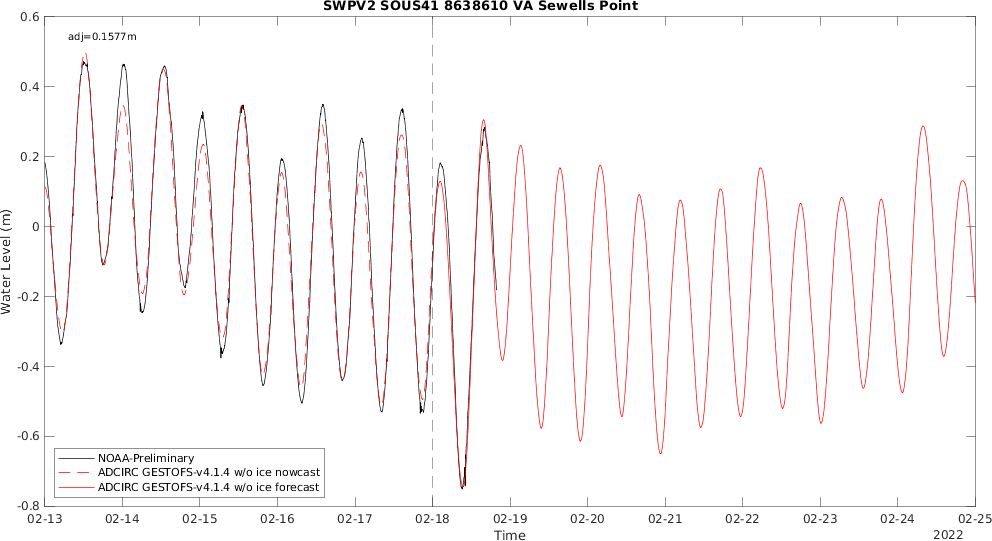 SWPV2 SOUS41 8638610 VA Sewells Point
adj=0.1577m
0.6
0.4
0.2
0
-0.2
-0.4
-0.6
-0.8
Water Level (m)
NOAA-Preliminary
ADCIRC GESTOFS-v4.1.4 w/o ice nowcast
ADCIRC GESTOFS-v4.1.4 w/o ice forecast
02-13 02-14 02-15 02-16 02-17 02-18 02-19 02-20 02-21 02-22 02-23 02-24 02-25
Time
2022